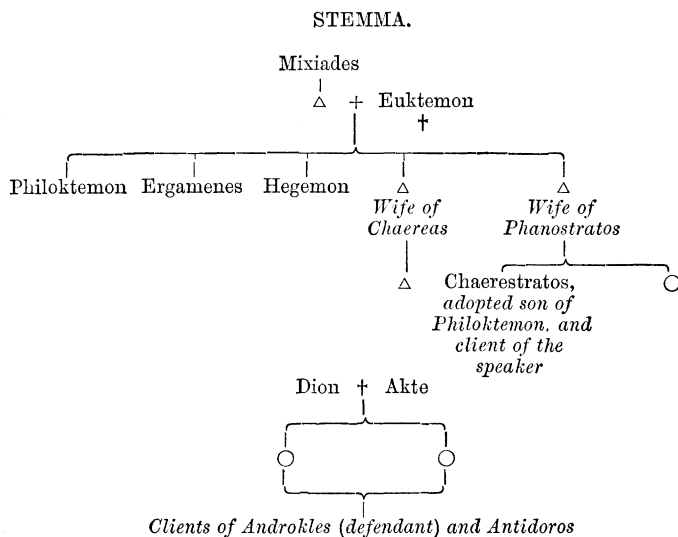 STEMMA.
Mixiades
△ + Euktemon
†
Philoktemon Ergamenes Hegemon △ △
Wife of Chaereas
Wife of Phanostratos
△
Chaerestratos, ○
adopted son of
Philoktemon, and
client of the
speaker
Dion † Akte
○ ○
Clients of Androkles (defendant) and Antidoros